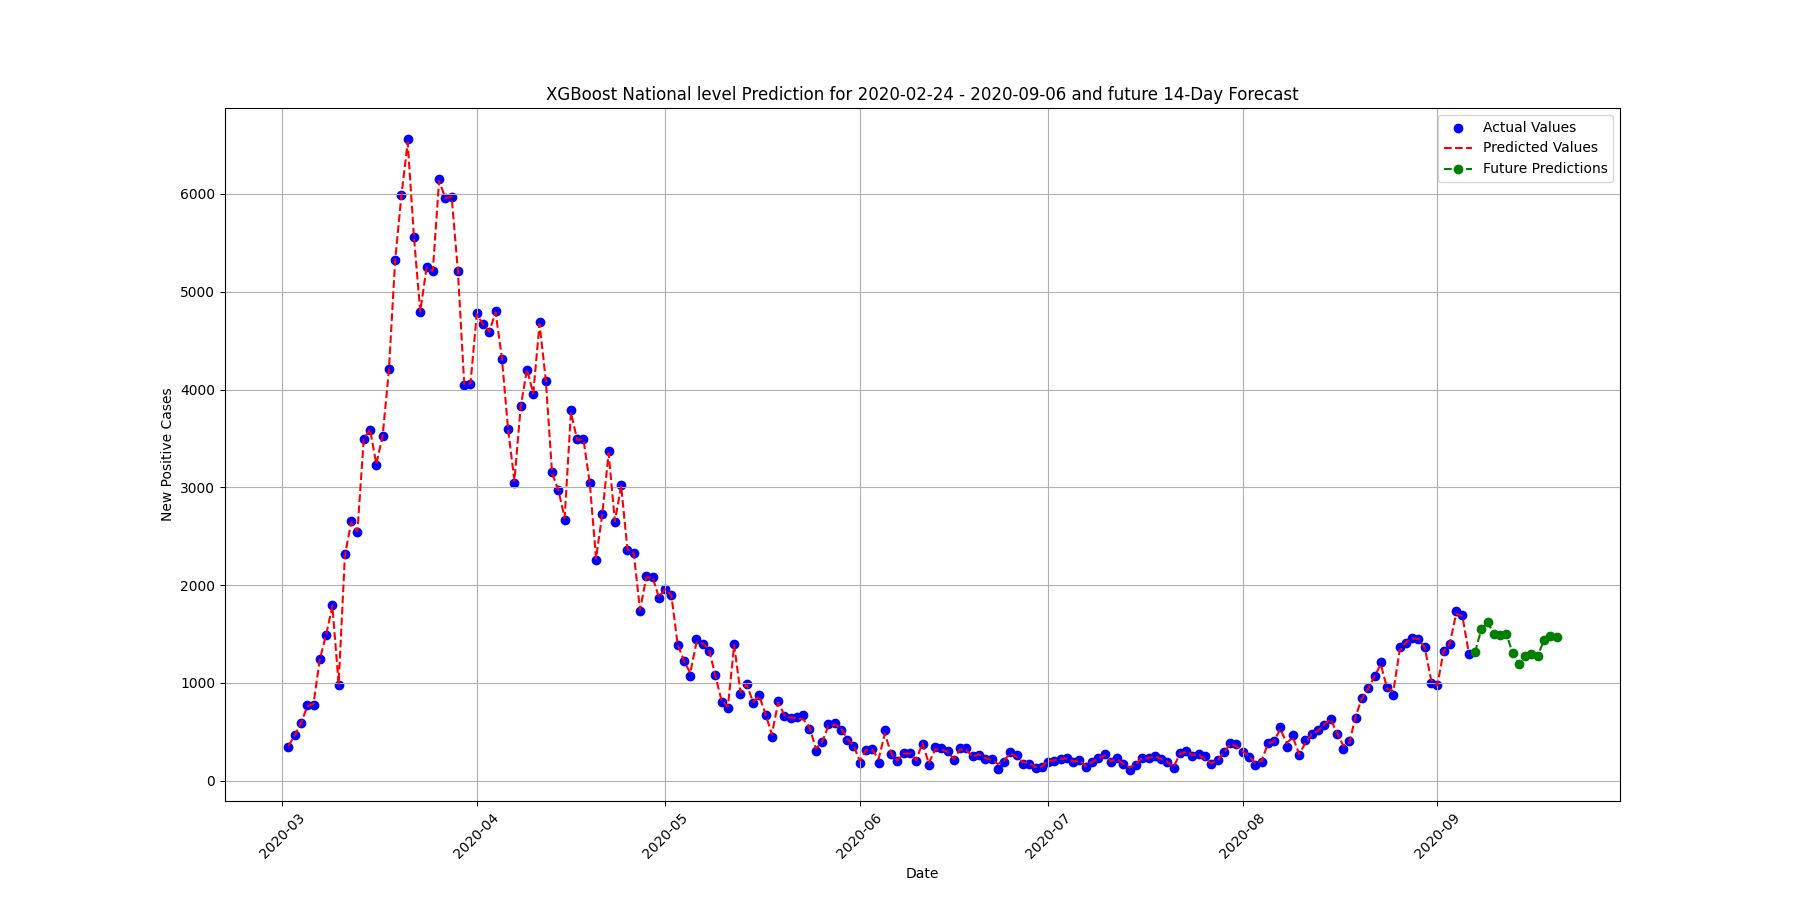 XGBoost National level Prediction for 2020-02-24 - 2020-09-06 and future 14-Day Forecast
Actual Values
Predicted Values
Future Predictions
New Positive Cases
6000
5000
4000
3000
2000
1000
0
2020-03
2020-04
2020-05
2020-06
2020-07
2020-08
2020-09
Date